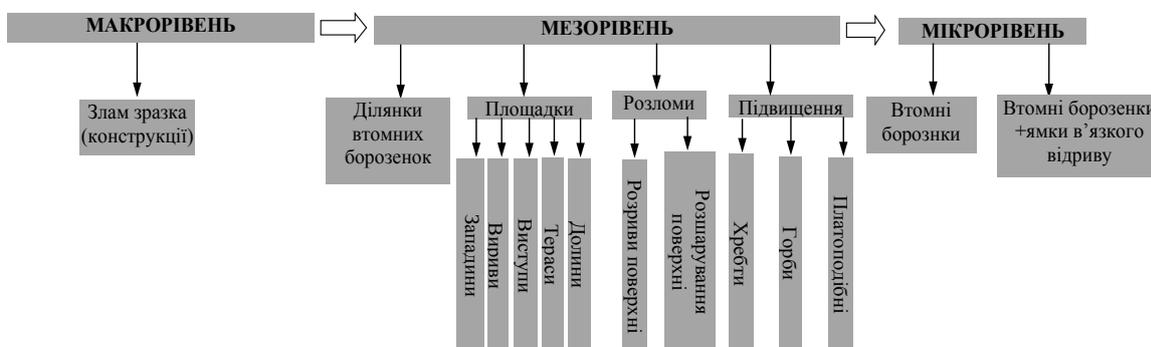 МАКРОРІВЕНЬ
МЕЗОРІВЕНЬ
МІКРОРІВЕНЬ
Злам зразка
(конструкції)
Ділянки
втомних
борозенок
Площадки
Розломи
Підвищення
Втомні
борознки
Втомні борозенки
+ямки в’язкого
відриву
Западини
Вириви
Виступи
Тераси
Долини
Розриви поверхні
Розшарування
поверхні
Хребти
Горби
Платоподібні